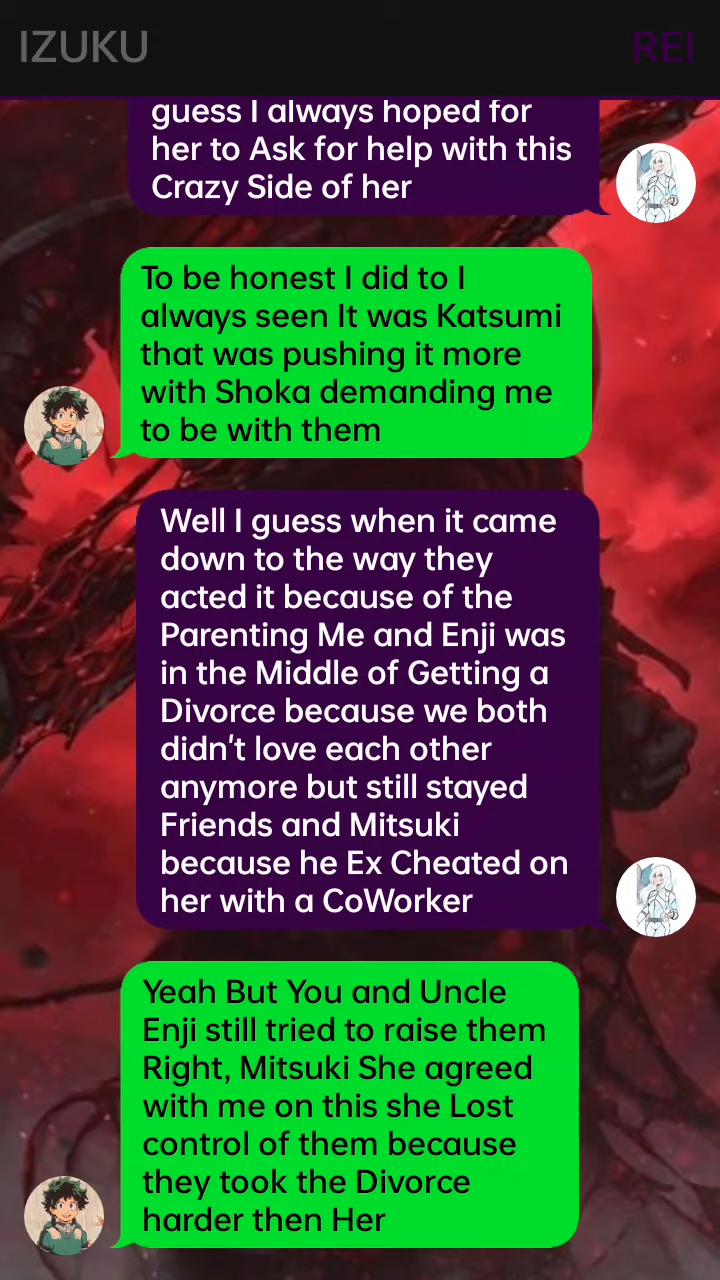 IZUKU
REI
guess I always hoped for
her to Ask for help with this
Crazy Side of her
To be honest I did to I
always seen It was Katsumi
that was pushing it more
with Shoka demanding me
to be with them
Well I guess when it came
down to the way they
acted it because of the
Parenting Me and Enji was
in the Middle of Getting a
Divorce because we both
didn't love each other
anymore but still stayed
Friends and Mitsuki
because he Ex Cheated on
her with a CoWorker
Yeah But You and Uncle
Enji still tried to raise them
Right, Mitsuki She agreed
with me on this she Lost
control of them because
they took the Divorce
harder then Her